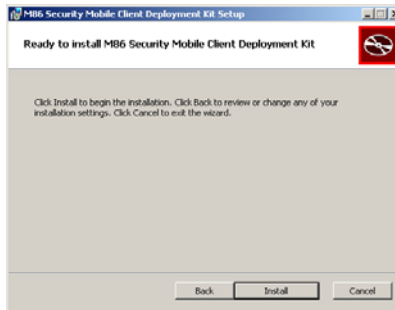 M86 Security Mobile Client Deployment Kit Setup
Ready to install M86 Security Mobile Client Deployment Kit
Click Install to begin the installation. Click Back to review or change any of your
installation settings. Click Cancel to exit the wizard.
Back Install Cancel